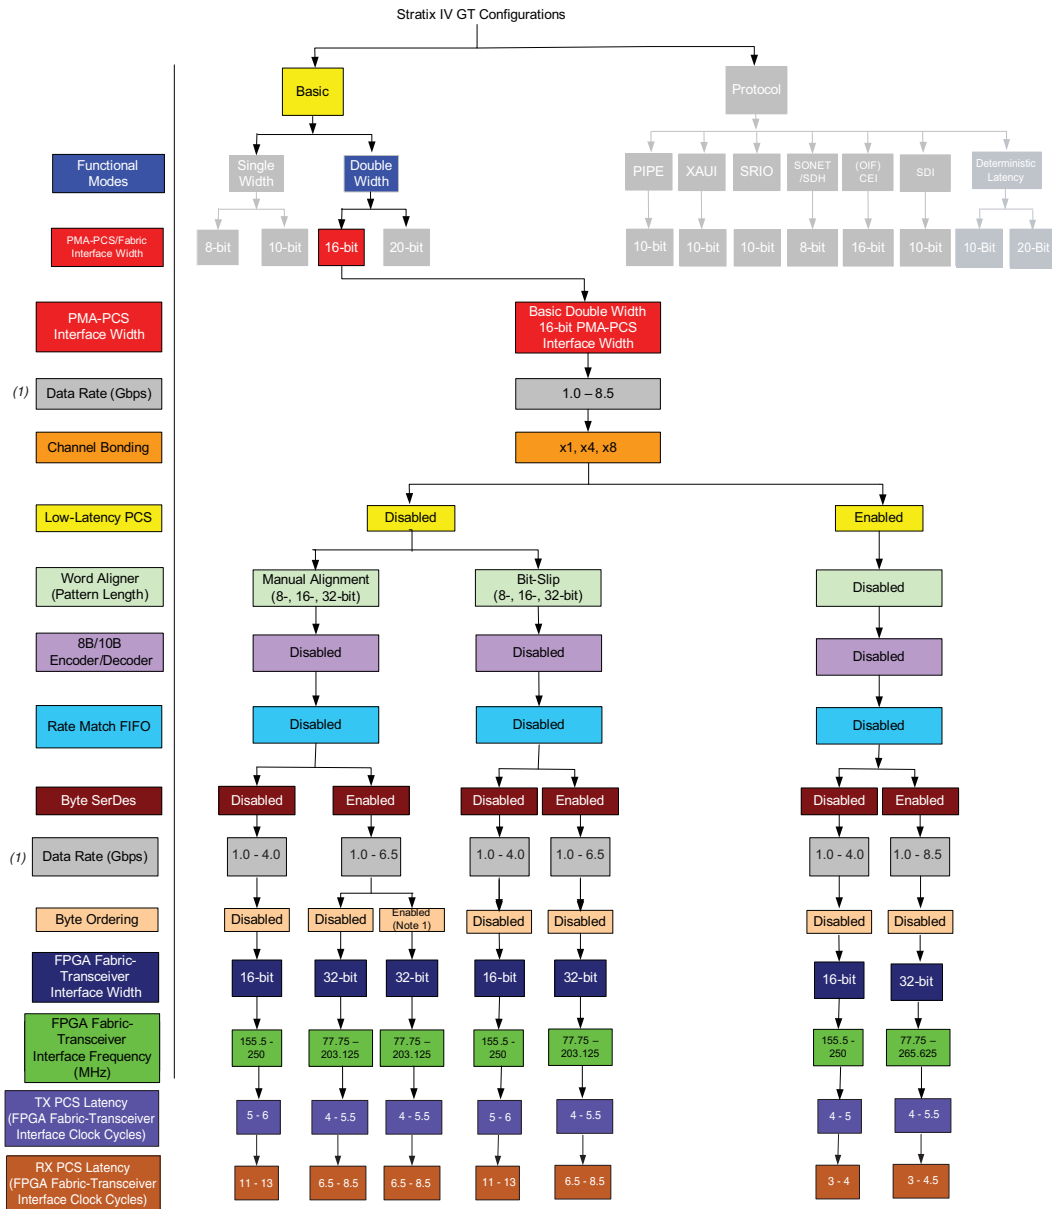 Stratix IV GT Configurations
Basic
Protocol
Functional
Modes
Single
Width
Double
Width
PIPE
XAUI
SRIO
SONET
/SDH
(OIF)
CEI
SDI
Deterministic
Latency
PMA-PCS/Fabric
Interface Width
8-bit
10-bit
16-bit
20-bit
10-bit
10-bit
10-bit
8-bit
16-bit
10-bit
10-Bit
20-Bit
PMA-PCS
Interface Width
Basic Double Width
16-bit PMA-PCS
Interface Width
(1)
Data Rate (Gbps)
1.0 – 8.5
Channel Bonding
x1, x4, x8
Low-Latency PCS
Disabled
Enabled
Word Aligner
(Pattern Length)
Manual Alignment
(8-, 16-, 32-bit)
Bit-Slip
(8-, 16-, 32-bit)
Disabled
8B/10B
Encoder/Decoder
Disabled
Disabled
Disabled
Rate Match FIFO
Disabled
Disabled
Disabled
Byte SerDes
Disabled
Enabled
Disabled
Enabled
Disabled
Enabled
(1)
Data Rate (Gbps)
1.0 - 4.0
1.0 - 6.5
1.0 - 4.0
1.0 - 6.5
1.0 - 4.0
1.0 - 8.5
Byte Ordering
Disabled
Disabled
Enabled
(Note 1)
Disabled
Disabled
Disabled
Disabled
FPGA Fabric-
Transceiver
Interface Width
16-bit
32-bit
32-bit
16-bit
32-bit
16-bit
32-bit
FPGA Fabric-
Transceiver
Interface Frequency
(MHz)
155.5 -
250
77.75 –
203.125
77.75 –
203.125
155.5 -
250
77.75 –
203.125
155.5 -
250
77.75 –
265.625
TX PCS Latency
(FPGA Fabric-Transceiver
Interface Clock Cycles)
5 - 6
4 - 5.5
4 - 5.5
5 - 6
4 - 5.5
4 - 5
4 - 5.5
RX PCS Latency
(FPGA Fabric-Transceiver
Interface Clock Cycles)
11 - 13
6.5 - 8.5
6.5 - 8.5
11 - 13
6.5 - 8.5
3 - 4
3 - 4.5